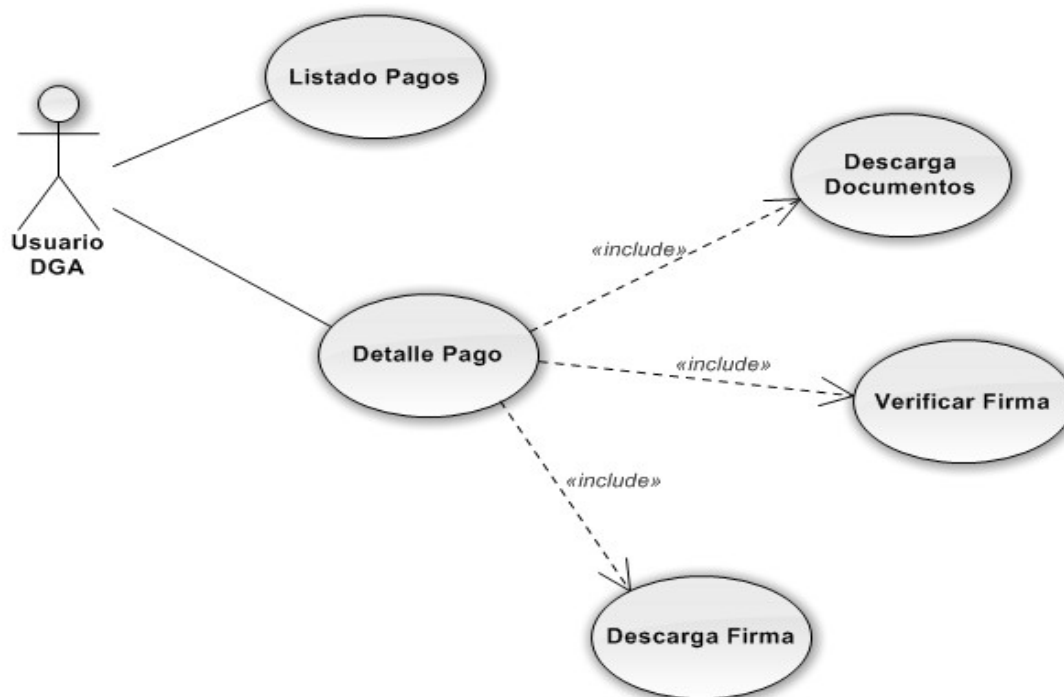 Listado Pagos
Usuario
DGA
Descarga
Documentos
«include»
Detalle Pago
«include»
Verificar Firma
«include»
Descarga Firma